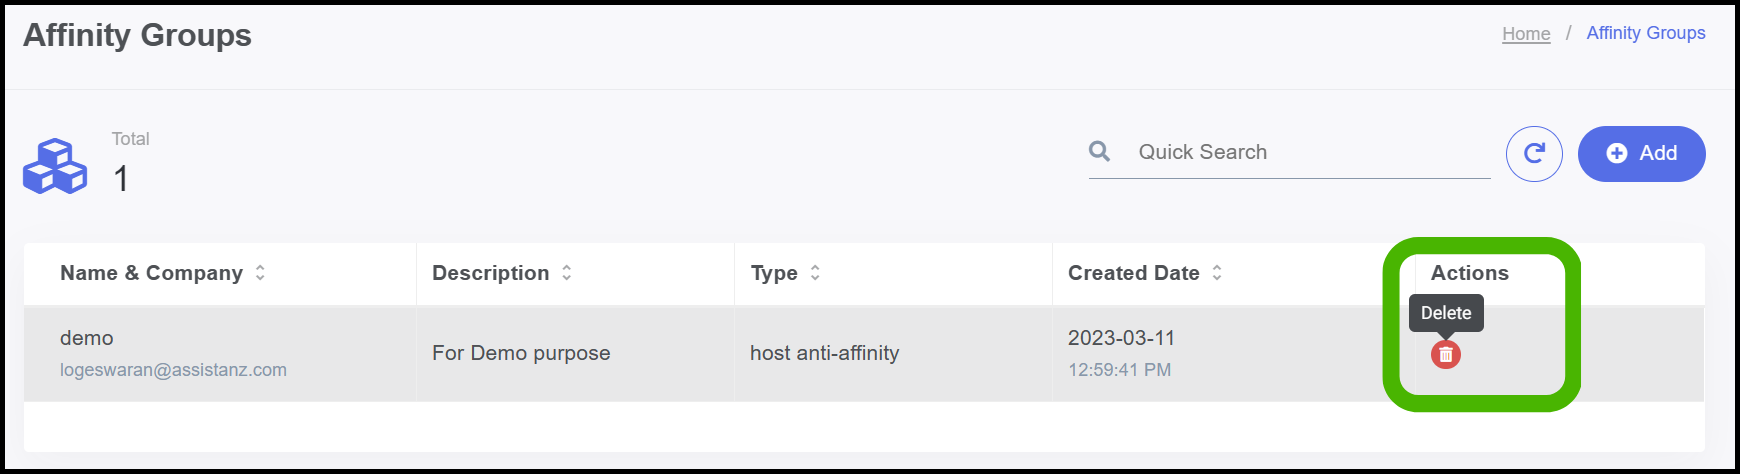 Affinity Groups
Home / Affinity Groups
Total
1
Quick Search
Add
Name & Company
Description
Type
Created Date
Actions
Delete
demo
logeswaran@assistanz.com
For Demo purpose
host anti-affinity
2023-03-11
12:59:41 PM